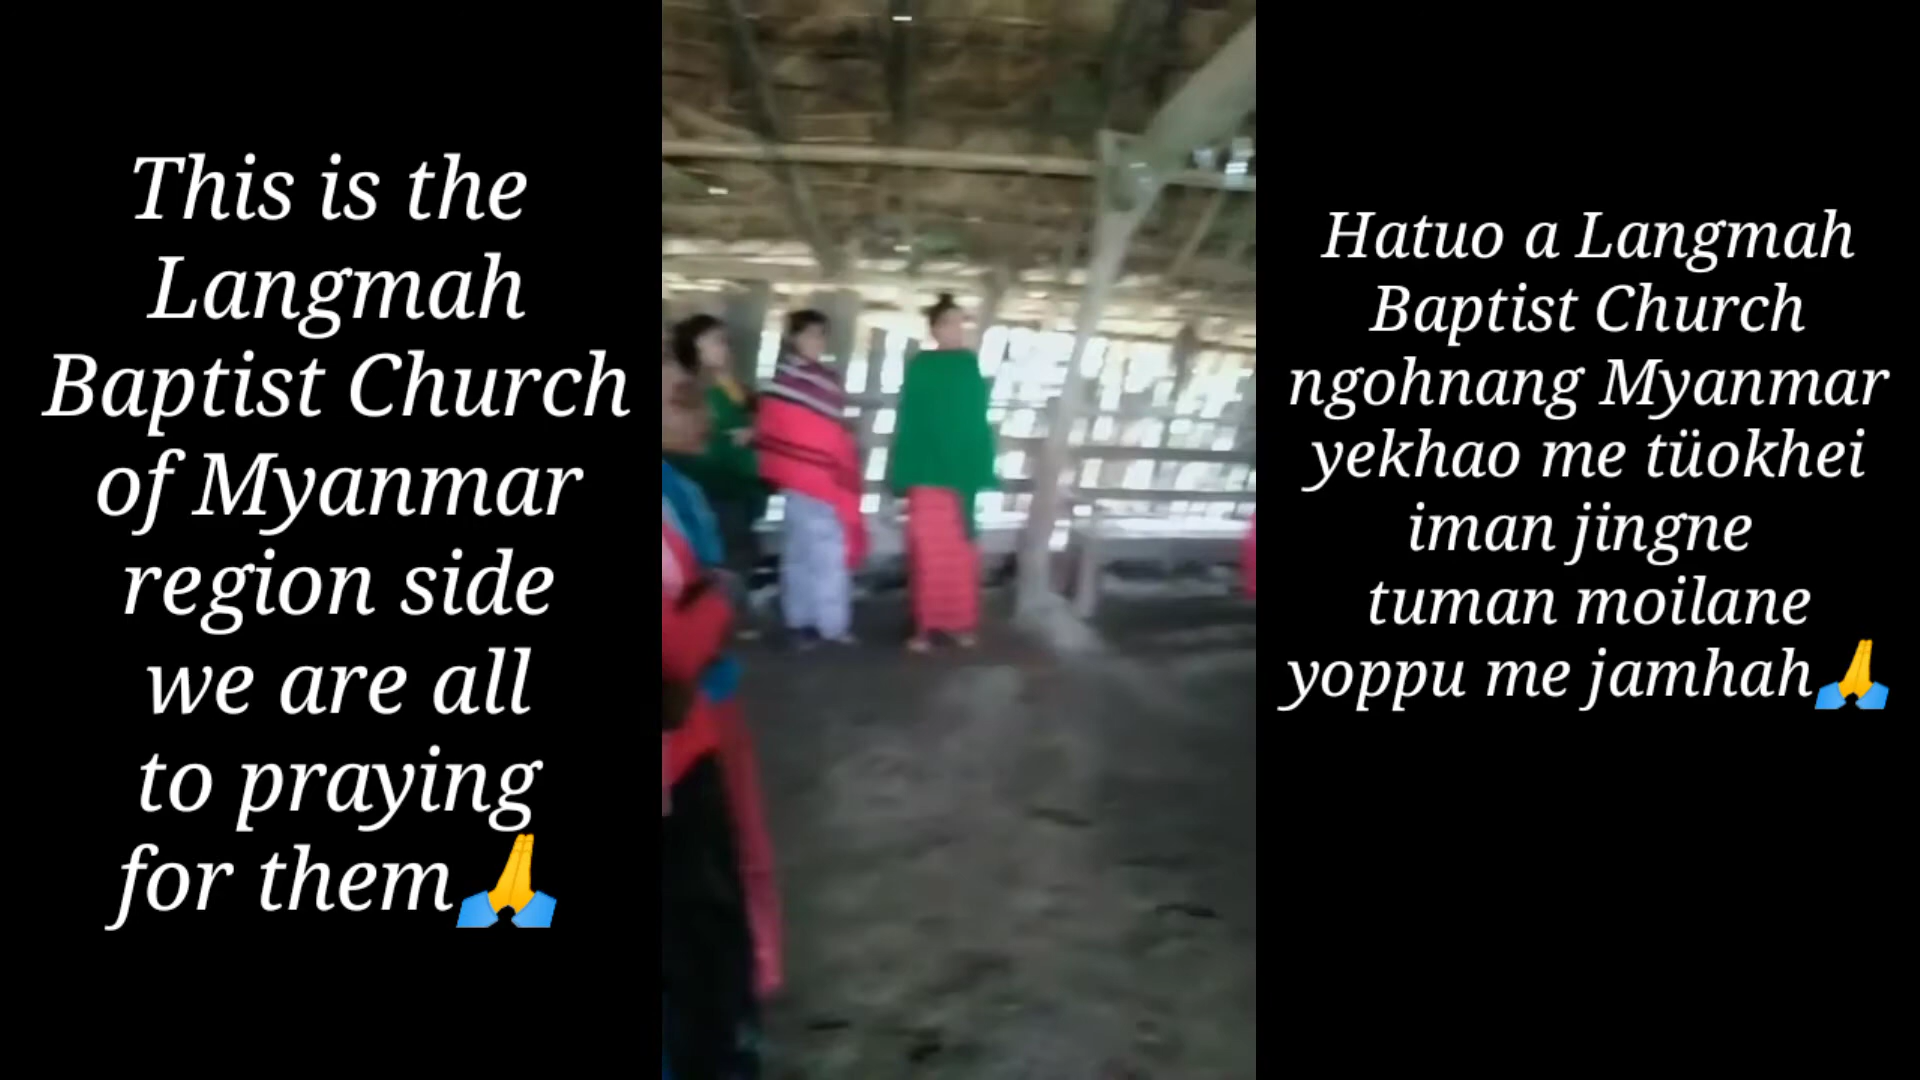 This is the
Langmah
Baptist Church
of Myanmar
region side
we are all
to praying
for them🙏
Hatuo a Langmah
Baptist Church
ngohnang Myanmar
yekhao me tüokhei
iman jingne
tuman moilane
yoppu me jamhah🙏